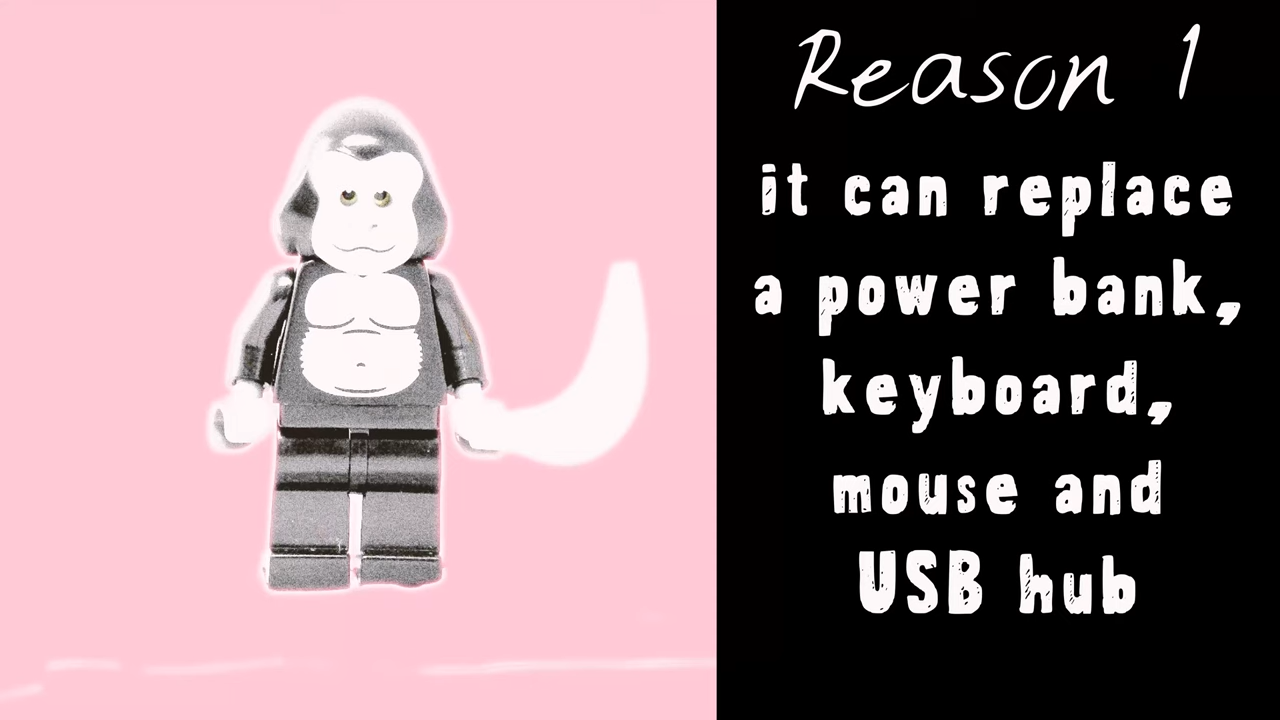 Reason 1
it can replace
a power bank,
keyboard,
mouse and
USB hub